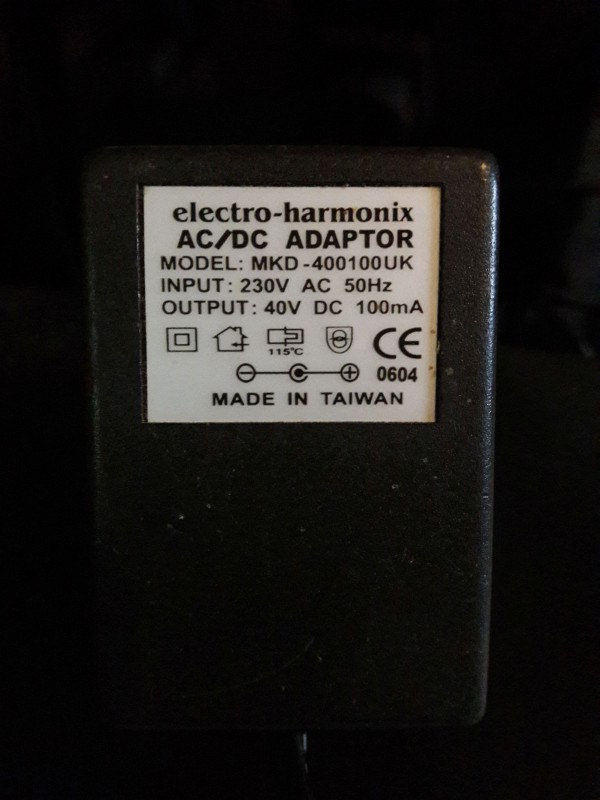 electro-harmonix
AC/DC ADAPTOR
MODEL: MKD-400100UK
INPUT: 230V AC 50Hz
OUTPUT: 40V DC 100mA
115°C
CE
0604
MADE IN TAIWAN